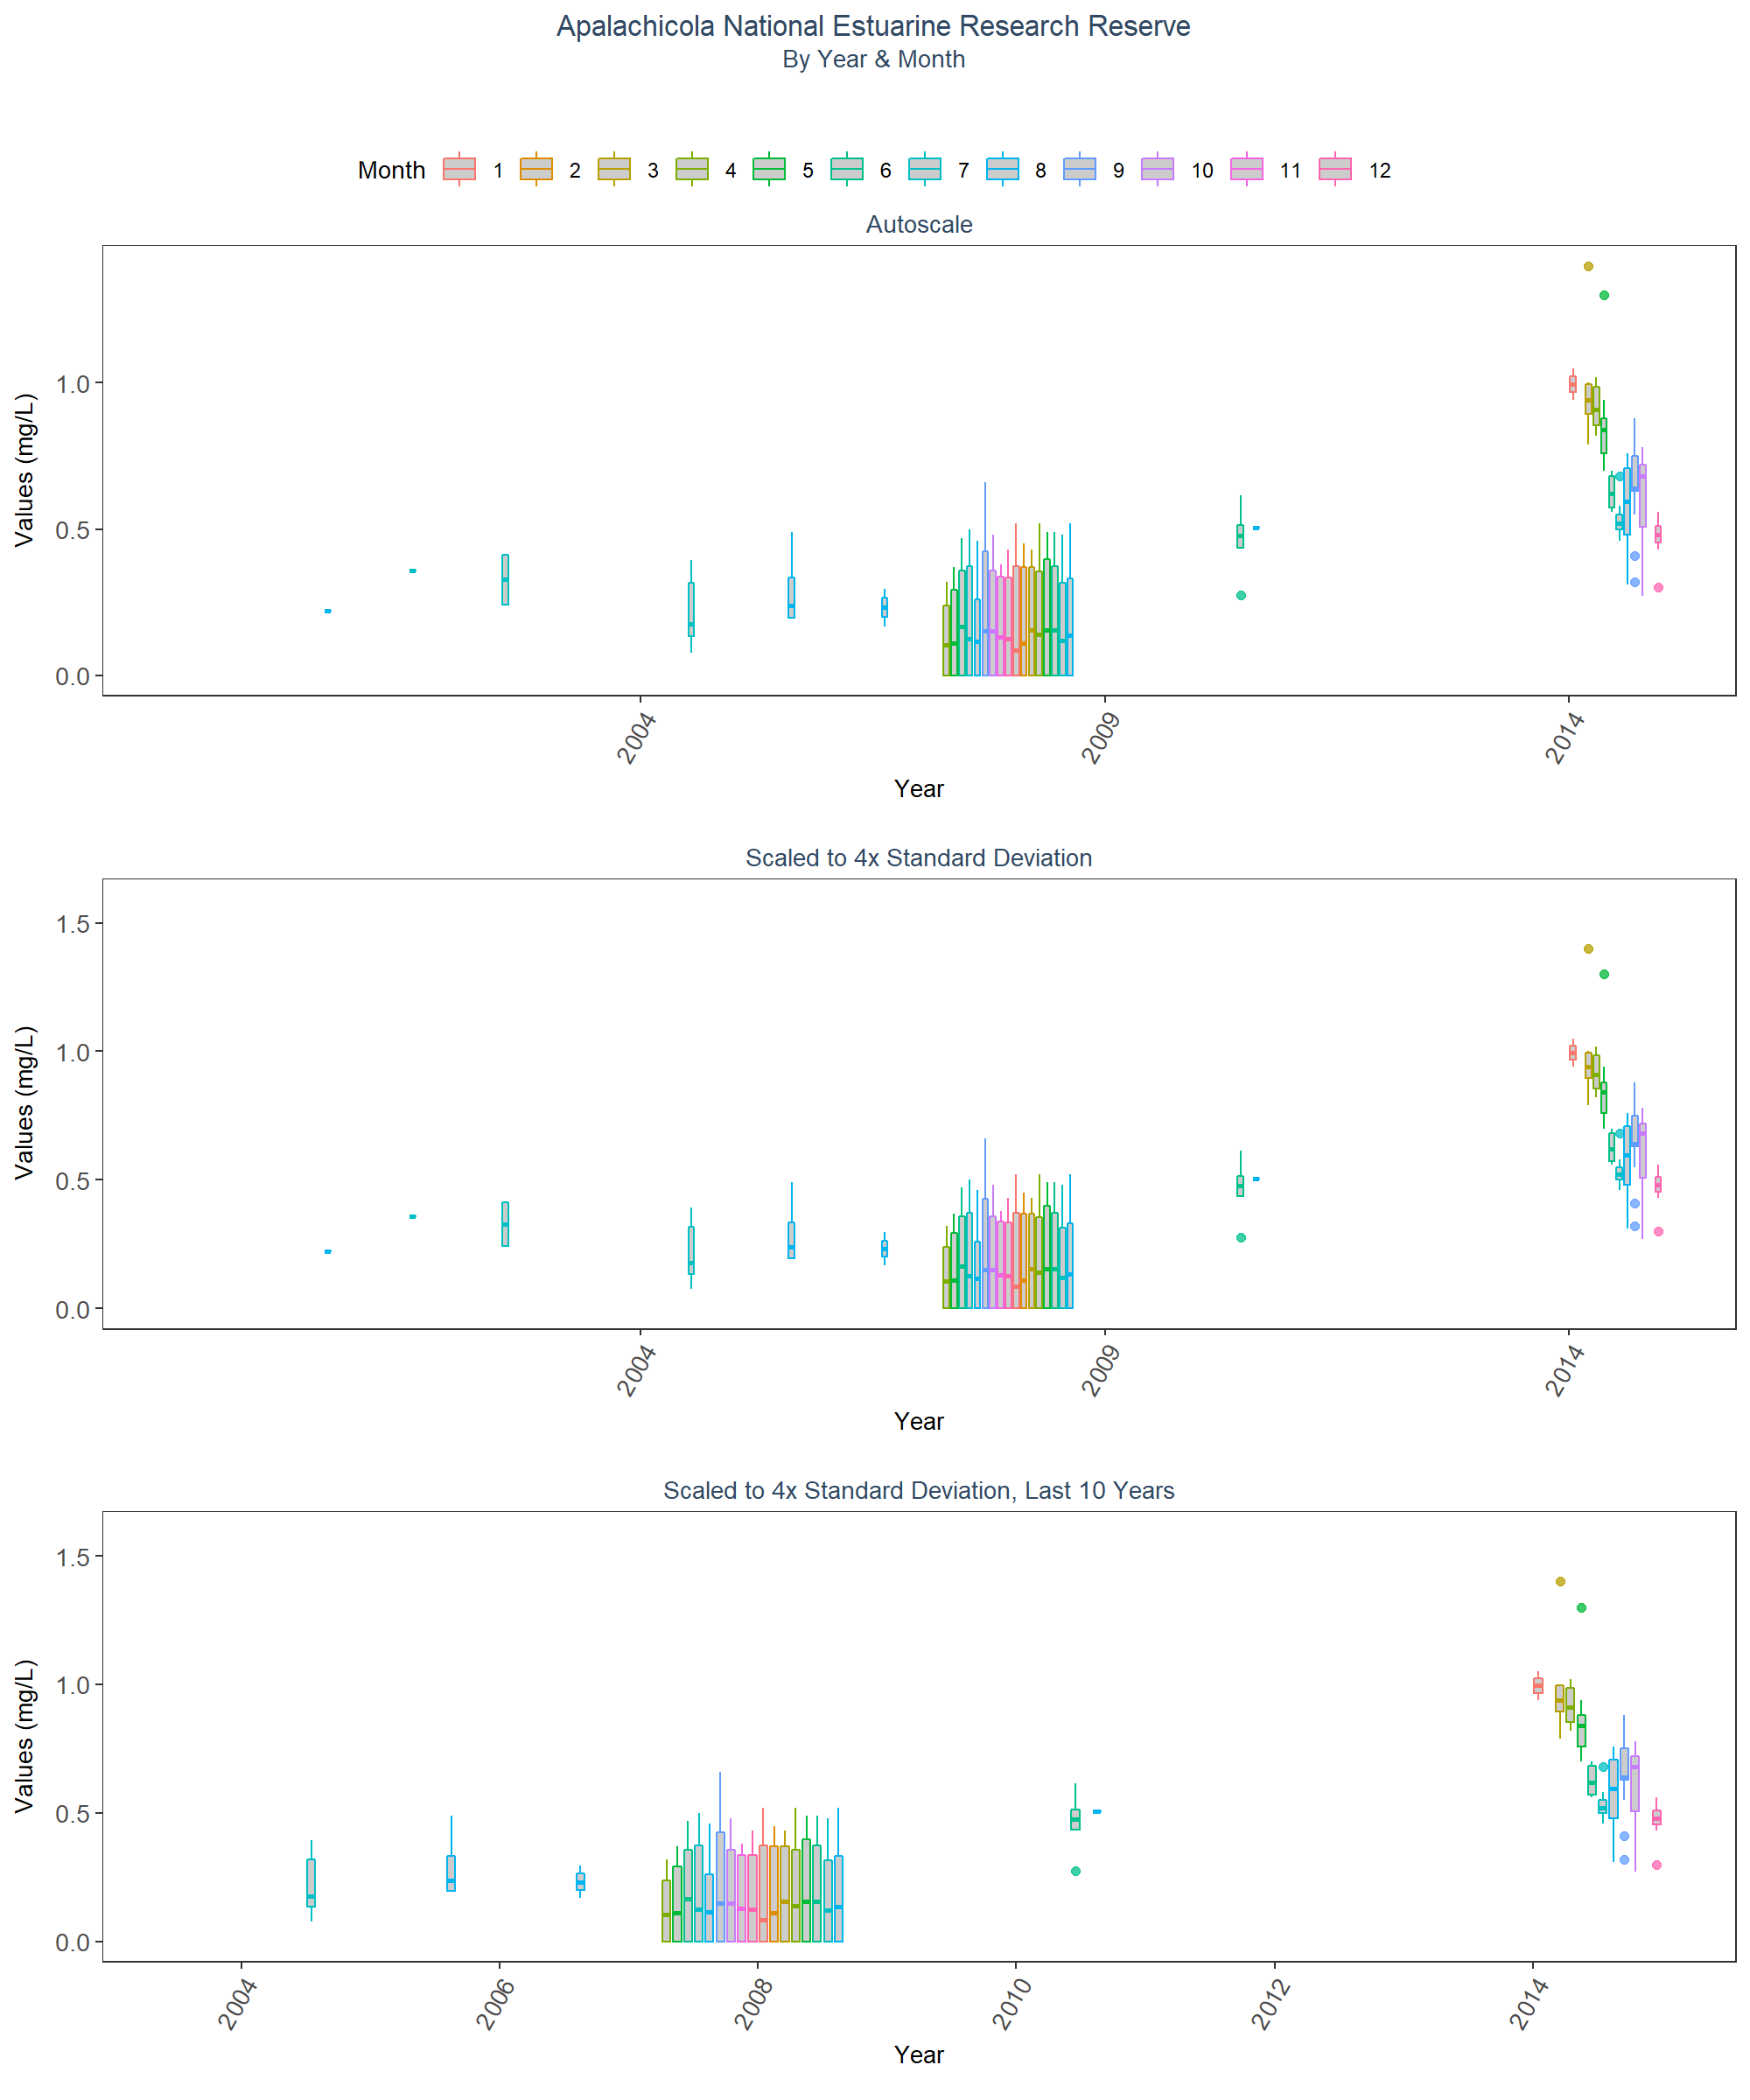 Apalachicola National Estuarine Research Reserve
By Year & Month
Month 1 2 3 4 5 6 7 8 9 10 11 12
Autoscale
Values (mg/L)
1.0
0.5
0.0
2004 2009 2014
Year
Scaled to 4x Standard Deviation
Values (mg/L)
1.5
1.0
0.5
0.0
2004 2009 2014
Year
Scaled to 4x Standard Deviation, Last 10 Years
Values (mg/L)
1.5
1.0
0.5
0.0
2004 2006 2008 2010 2012 2014
Year